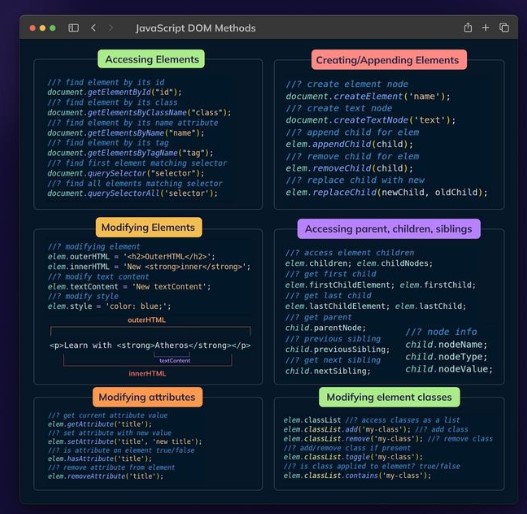 JavaScript DOM Methods
Accessing Elements
//? find element by its id
document.getElementById("id");
//? find element by its class
document.getElementsByClassName("class");
//? find element by its name attribute
document.getElementsByName("name");
//? find element by its tag
document.getElementsByTagName("tag");
//? find first element matching selector
document.querySelector("selector");
//? find all elements matching selector
document.querySelectorAll('selector');
Creating/Appending Elements
//? create element node
document.createElement('name');
//? create text node
document.createTextNode('text');
//? append child for elem
elem.appendChild(child);
//? remove child for elem
elem.removeChild(child);
//? replace child with new
elem.replaceChild(newChild, oldChild);
Modifying Elements
//? modifying element
elem.outerHTML = '<h2>OuterHTML</h2>';
elem.innerHTML = 'New <strong>inner</strong>';
//? modify text content
elem.textContent = 'New textContent';
//? modify style
elem.style = 'color: blue;';
outerHTML
<p>Learn with <strong>Atheros</strong></p>
textContent
innerHTML
Accessing parent, children, siblings
//? access element children
elem.children; elem.childNodes;
//? get first child
elem.firstChildElement; elem.firstChild;
//? get last child
elem.lastChildElement; elem.lastChild;
//? get parent
child.parentNode;
//? previous sibling
child.previousSibling;
//? get next sibling
child.nextSibling;
//? node info
child.nodeName;
child.nodeType;
child.nodeValue;
Modifying attributes
//? get current attribute value
elem.getAttribute('title');
//? set attribute with new value
elem.setAttribute('title', 'new title');
//? is attribute on element true/false
elem.hasAttribute('title');
//? remove attribute from element
elem.removeAttribute('title');
Modifying element classes
elem.classList //? access classes as a list
elem.classList.add('my-class'); //? add class
elem.classList.remove('my-class'); //? remove class
//? add/remove class if present
elem.classList.toggle('my-class');
//? is class applied to element? true/false
elem.classList.contains('my-class');